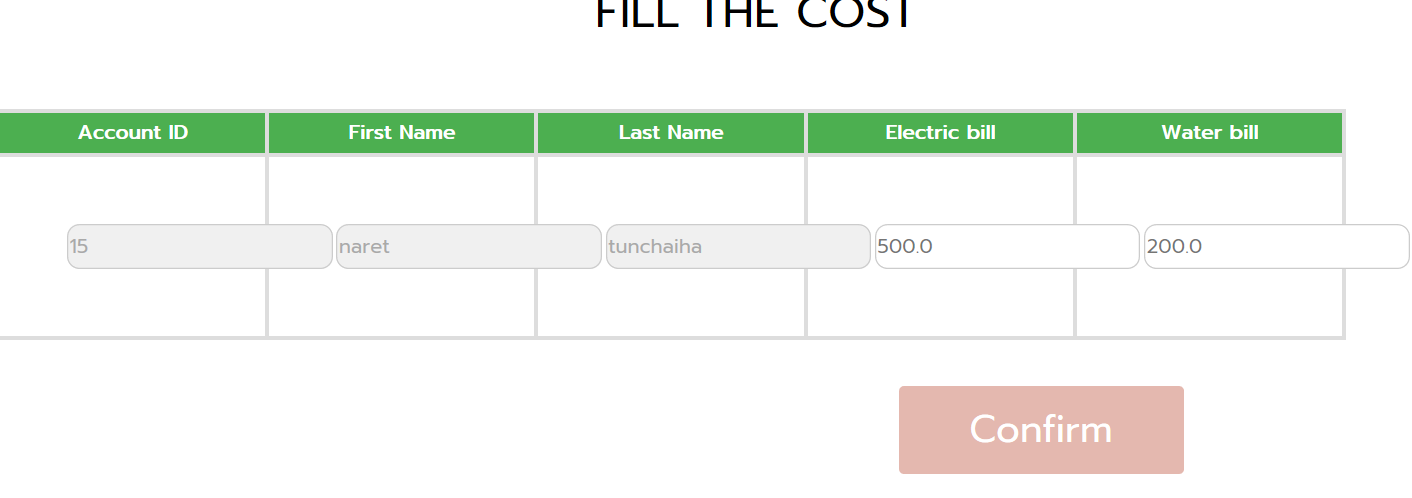 FILL THE COST
Account ID First Name Last Name Electric bill Water bill
15 naret tunchaiha 500.0 200.0
Confirm